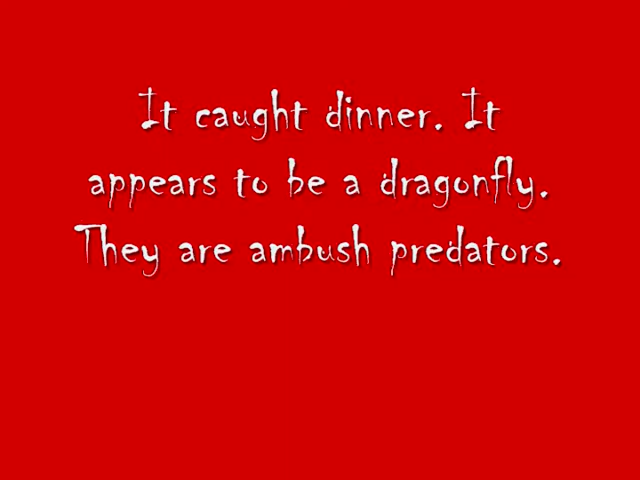 It caught dinner. It
appears to be a dragonfly.
They are ambush predators.